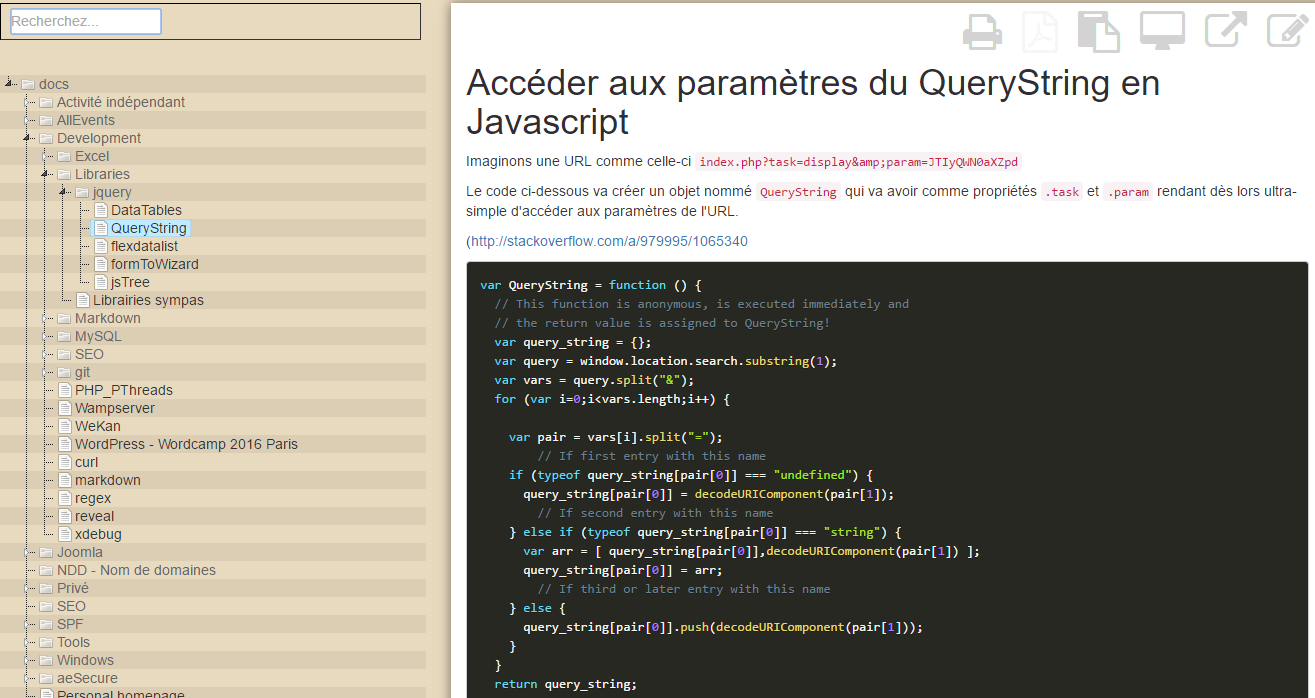 Recherchez...
docs
Activité indépendant
AllEvents
Development
Excel
Libraries
jquery
DataTables
QueryString
flexdatalist
formToWizard
jsTree
Librairies sympas
Markdown
MySQL
SEO
git
PHP_PThreads
Wampserver
WeKan
WordPress - Wordcamp 2016 Paris
curl
markdown
regex
reveal
xdebug
Joomla
NDD - Nom de domaines
Privé
SEO
SPF
Tools
Windows
aeSecure
Personal homepage
Accéder aux paramètres du QueryString en
Javascript
Imaginons une URL comme celle-ci index.php?task=display&amp;param=JTIyQWN0aXZpd
Le code ci-dessous va créer un objet nommé QueryString qui va avoir comme propriétés .task et .param rendant dès lors ultra-
simple d'accéder aux paramètres de l'URL.
(http://stackoverflow.com/a/979995/1065340
var QueryString = function () {
  // This function is anonymous, is executed immediately and
  // the return value is assigned to QueryString!
  var query_string = {};
  var query = window.location.search.substring(1);
  var vars = query.split("&");
  for (var i=0;i<vars.length;i++) {
    var pair = vars[i].split("=");
        // If first entry with this name
    if (typeof query_string[pair[0]] === "undefined") {
      query_string[pair[0]] = decodeURIComponent(pair[1]);
        // If second entry with this name
    } else if (typeof query_string[pair[0]] === "string") {
      var arr = [ query_string[pair[0]],decodeURIComponent(pair[1]) ];
      query_string[pair[0]] = arr;
        // If third or later entry with this name
    } else {
      query_string[pair[0]].push(decodeURIComponent(pair[1]));
    }
  }
  return query_string;